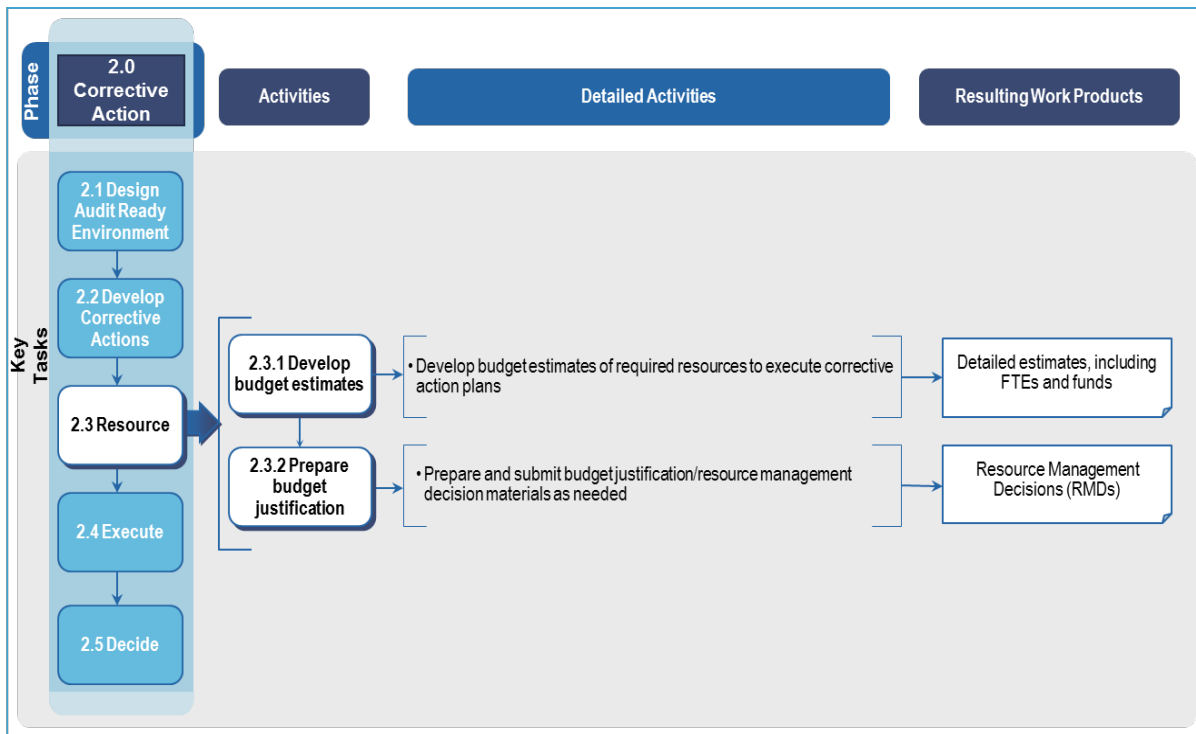 Phase
2.0
Corrective
Action
Activities
Detailed Activities
Resulting Work Products
Key
Tasks
2.1 Design
Audit Ready
Environment
2.2 Develop
Corrective
Actions
2.3 Resource
2.4 Execute
2.5 Decide
2.3.1 Develop
budget estimates
• Develop budget estimates of required resources to execute corrective
action plans
Detailed estimates, including
FTEs and funds
2.3.2 Prepare
budget
justification
• Prepare and submit budget justification/resource management
decision materials as needed
Resource Management
Decisions (RMDs)